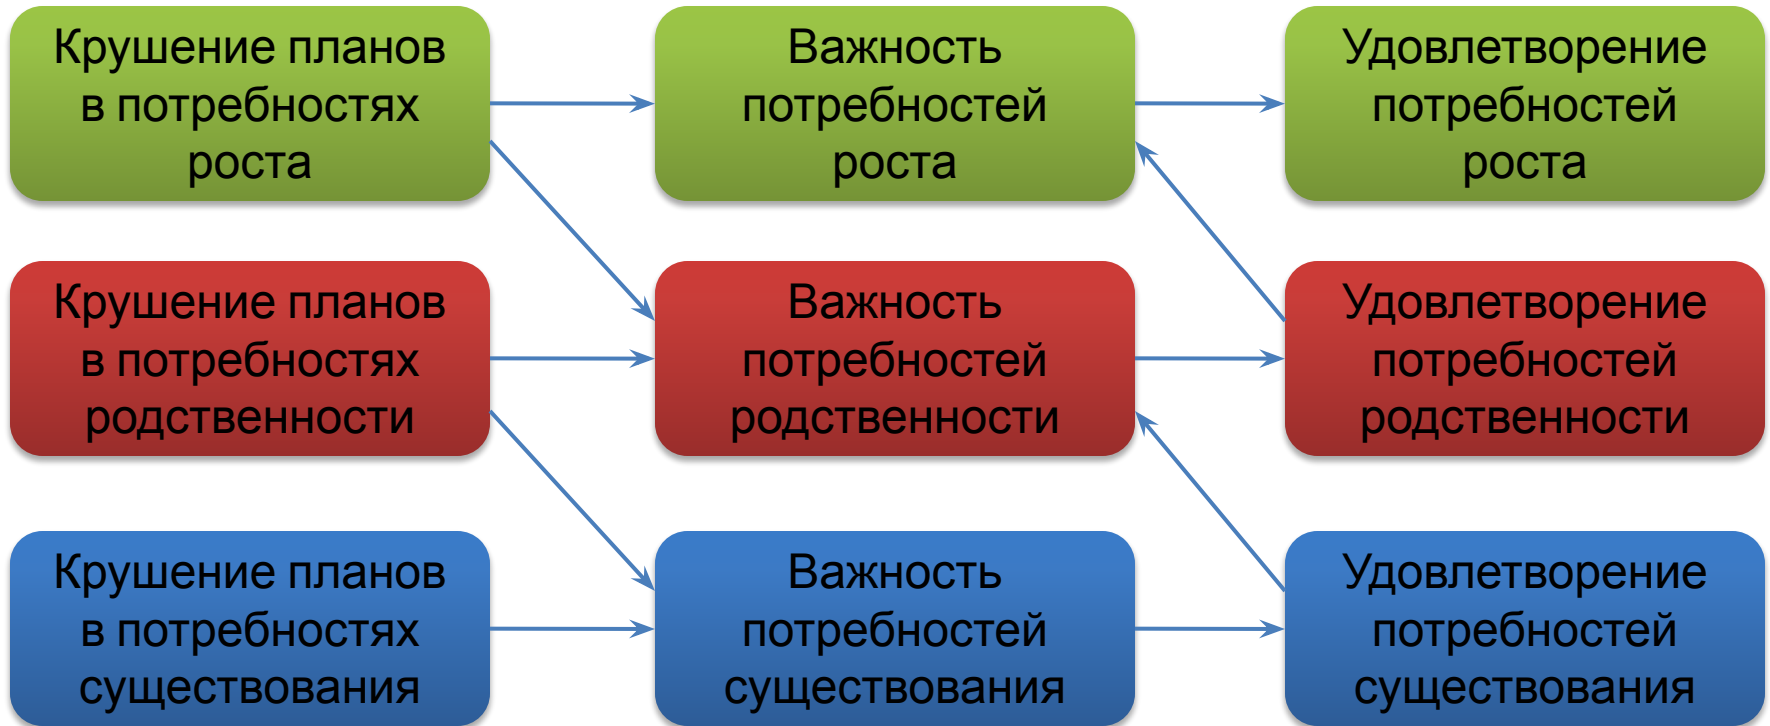 Крушение планов
в потребностях
роста
Важность
потребностей
роста
Удовлетворение
потребностей
роста
Крушение планов
в потребностях
родственности
Важность
потребностей
родственности
Удовлетворение
потребностей
родственности
Крушение планов
в потребностях
существования
Важность
потребностей
существования
Удовлетворение
потребностей
существования